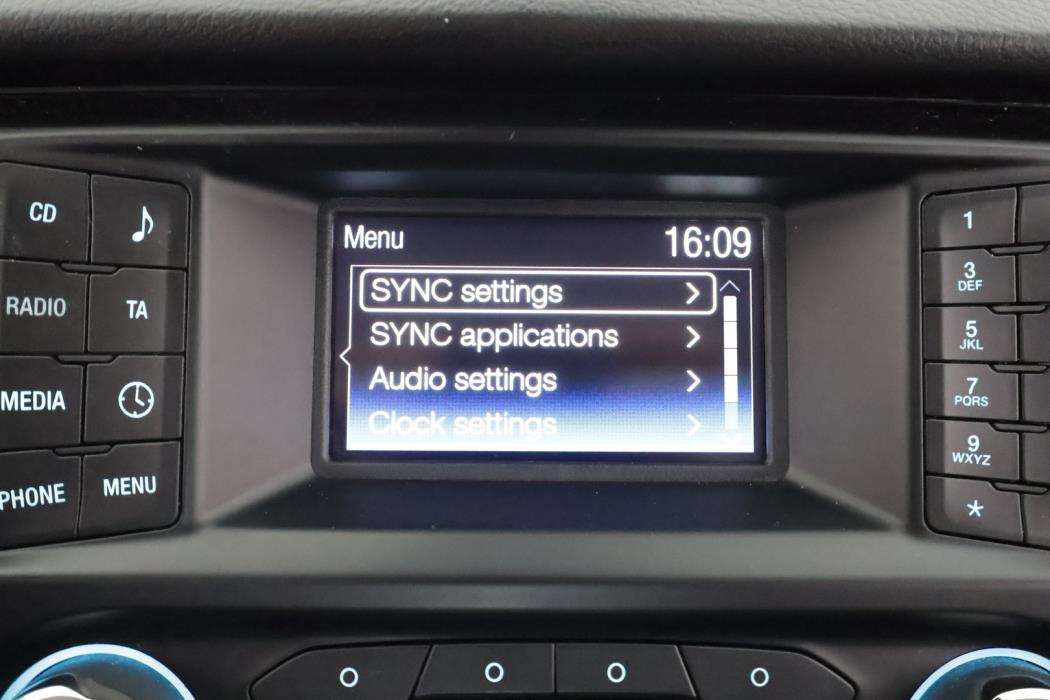 CD
RADIO
TA
MEDIA
PHONE
MENU
Menu
16:09
SYNC settings
SYNC applications
Audio settings
Clock settings
1
3
DEF
5
JKL
7
PQRS
9
WXYZ
*